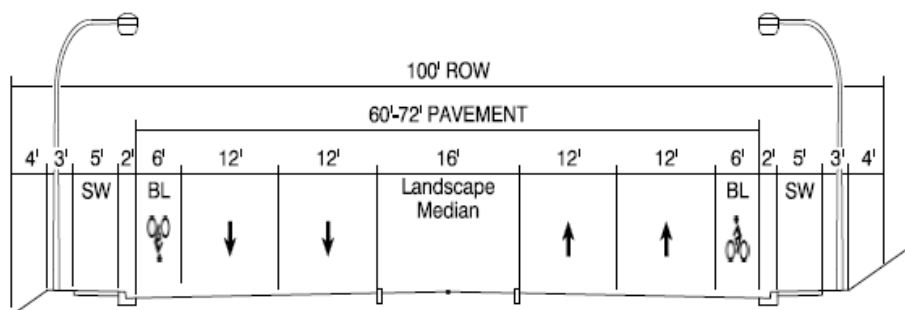 100' ROW
60'-72' PAVEMENT
4' 3' 5' 2' 6' 12' 12' 16' 12' 12' 6' 2' 5' 3' 4'
SW BL Landscape Median BL SW